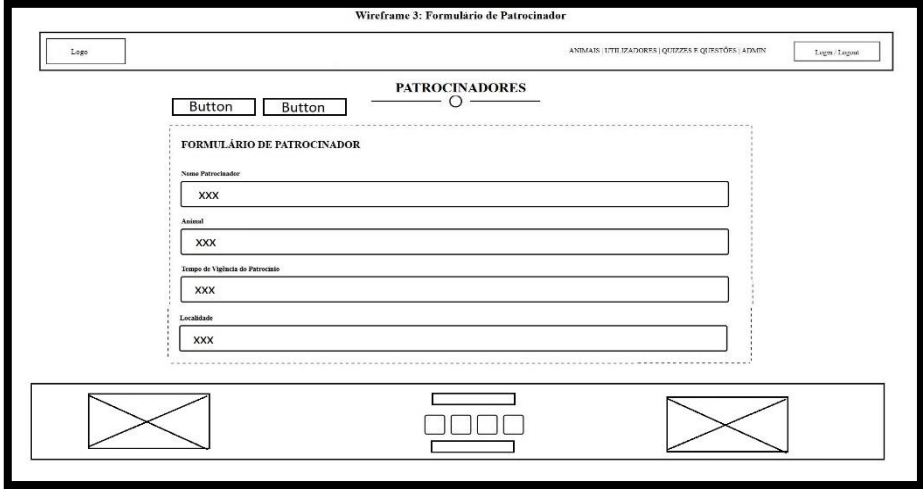 Wireframe 3: Formulário de Patrocinador
Logo
ANIMAIS | UTILIZADORES | QUIZZES E QUESTÕES | ADMIN
Login / Logout
PATROCINADORES
Button
Button
FORMULÁRIO DE PATROCINADOR
Nome Patrocinador
XXX
Animal
XXX
Tempo de Vigência do Patrocínio
XXX
Localidade
XXX